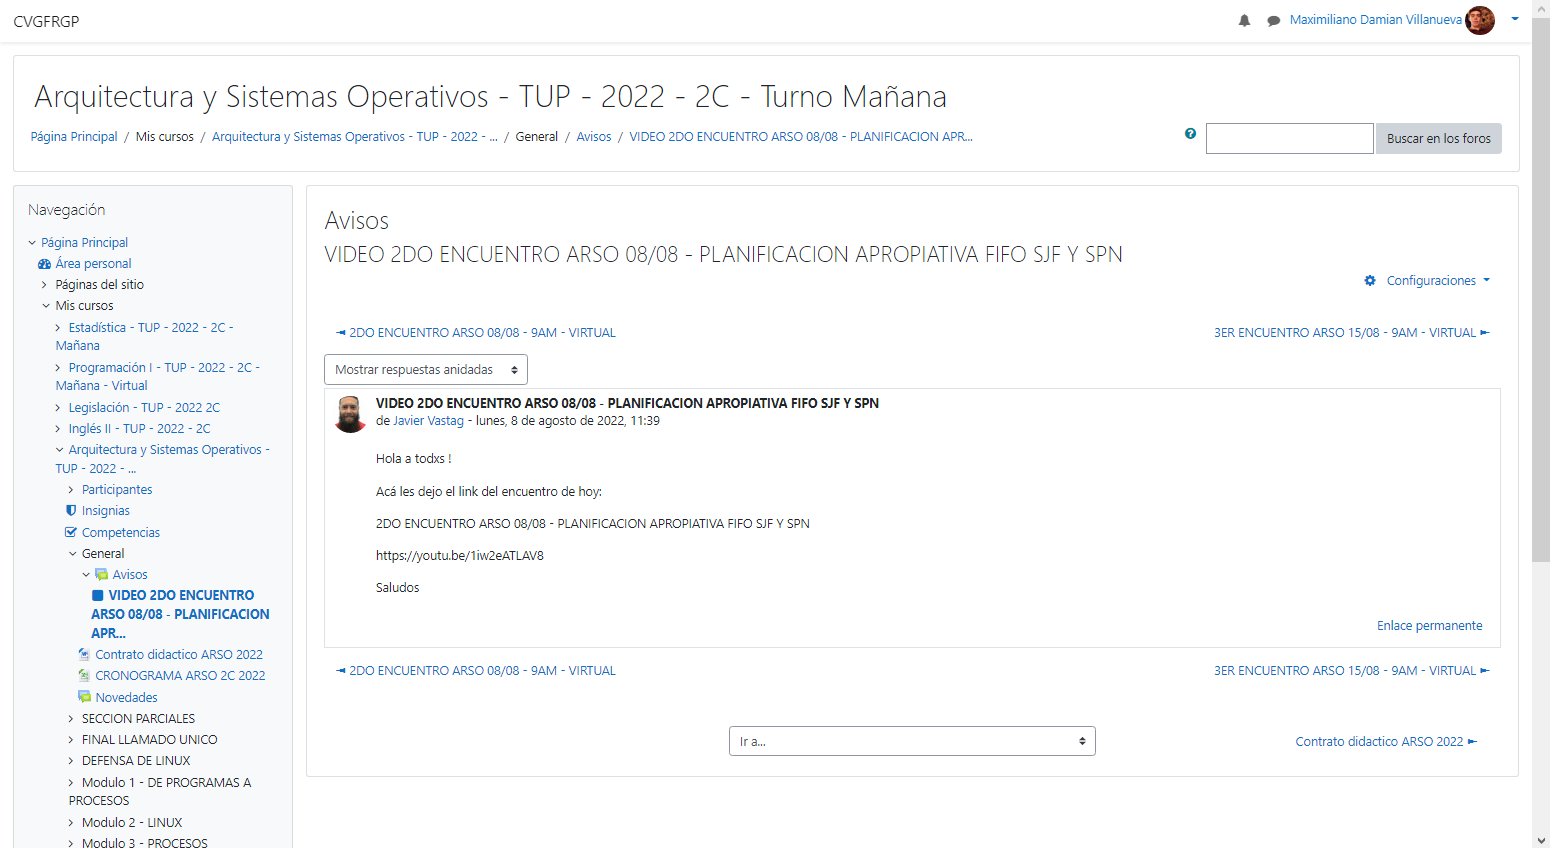 CVGFRGP
Maximiliano Damian Villanueva
Arquitectura y Sistemas Operativos - TUP - 2022 - 2C - Turno Mañana
Página Principal / Mis cursos / Arquitectura y Sistemas Operativos - TUP - 2022 - ... / General / Avisos / VIDEO 2DO ENCUENTRO ARSO 08/08 - PLANIFICACION APR...
Buscar en los foros
Navegación
Página Principal
Área personal
Páginas del sitio
Mis cursos
Estadística - TUP - 2022 - 2C -
Mañana
Programación I - TUP - 2022 - 2C -
Mañana - Virtual
Legislación - TUP - 2022 2C
Inglés II - TUP - 2022 - 2C
Arquitectura y Sistemas Operativos -
TUP - 2022 - ...
Participantes
Insignias
Competencias
General
Avisos
VIDEO 2DO ENCUENTRO
ARSO 08/08 - PLANIFICACION
APR...
Contrato didactico ARSO 2022
CRONOGRAMA ARSO 2C 2022
Novedades
SECCION PARCIALES
FINAL LLAMADO UNICO
DEFENSA DE LINUX
Modulo 1 - DE PROGRAMAS A
PROCESOS
Modulo 2 - LINUX
Modulo 3 - PROCESOS
Avisos
VIDEO 2DO ENCUENTRO ARSO 08/08 - PLANIFICACION APROPIATIVA FIFO SJF Y SPN
Configuraciones
◄ 2DO ENCUENTRO ARSO 08/08 - 9AM - VIRTUAL
3ER ENCUENTRO ARSO 15/08 - 9AM - VIRTUAL ►
Mostrar respuestas anidadas
VIDEO 2DO ENCUENTRO ARSO 08/08 - PLANIFICACION APROPIATIVA FIFO SJF Y SPN
de Javier Vastag - lunes, 8 de agosto de 2022, 11:39
Hola a todxs !
Acá les dejo el link del encuentro de hoy:
2DO ENCUENTRO ARSO 08/08 - PLANIFICACION APROPIATIVA FIFO SJF Y SPN
https://youtu.be/1iw2eATLAV8
Saludos
Enlace permanente
◄ 2DO ENCUENTRO ARSO 08/08 - 9AM - VIRTUAL
3ER ENCUENTRO ARSO 15/08 - 9AM - VIRTUAL ►
Ir a...
Contrato didactico ARSO 2022 ►